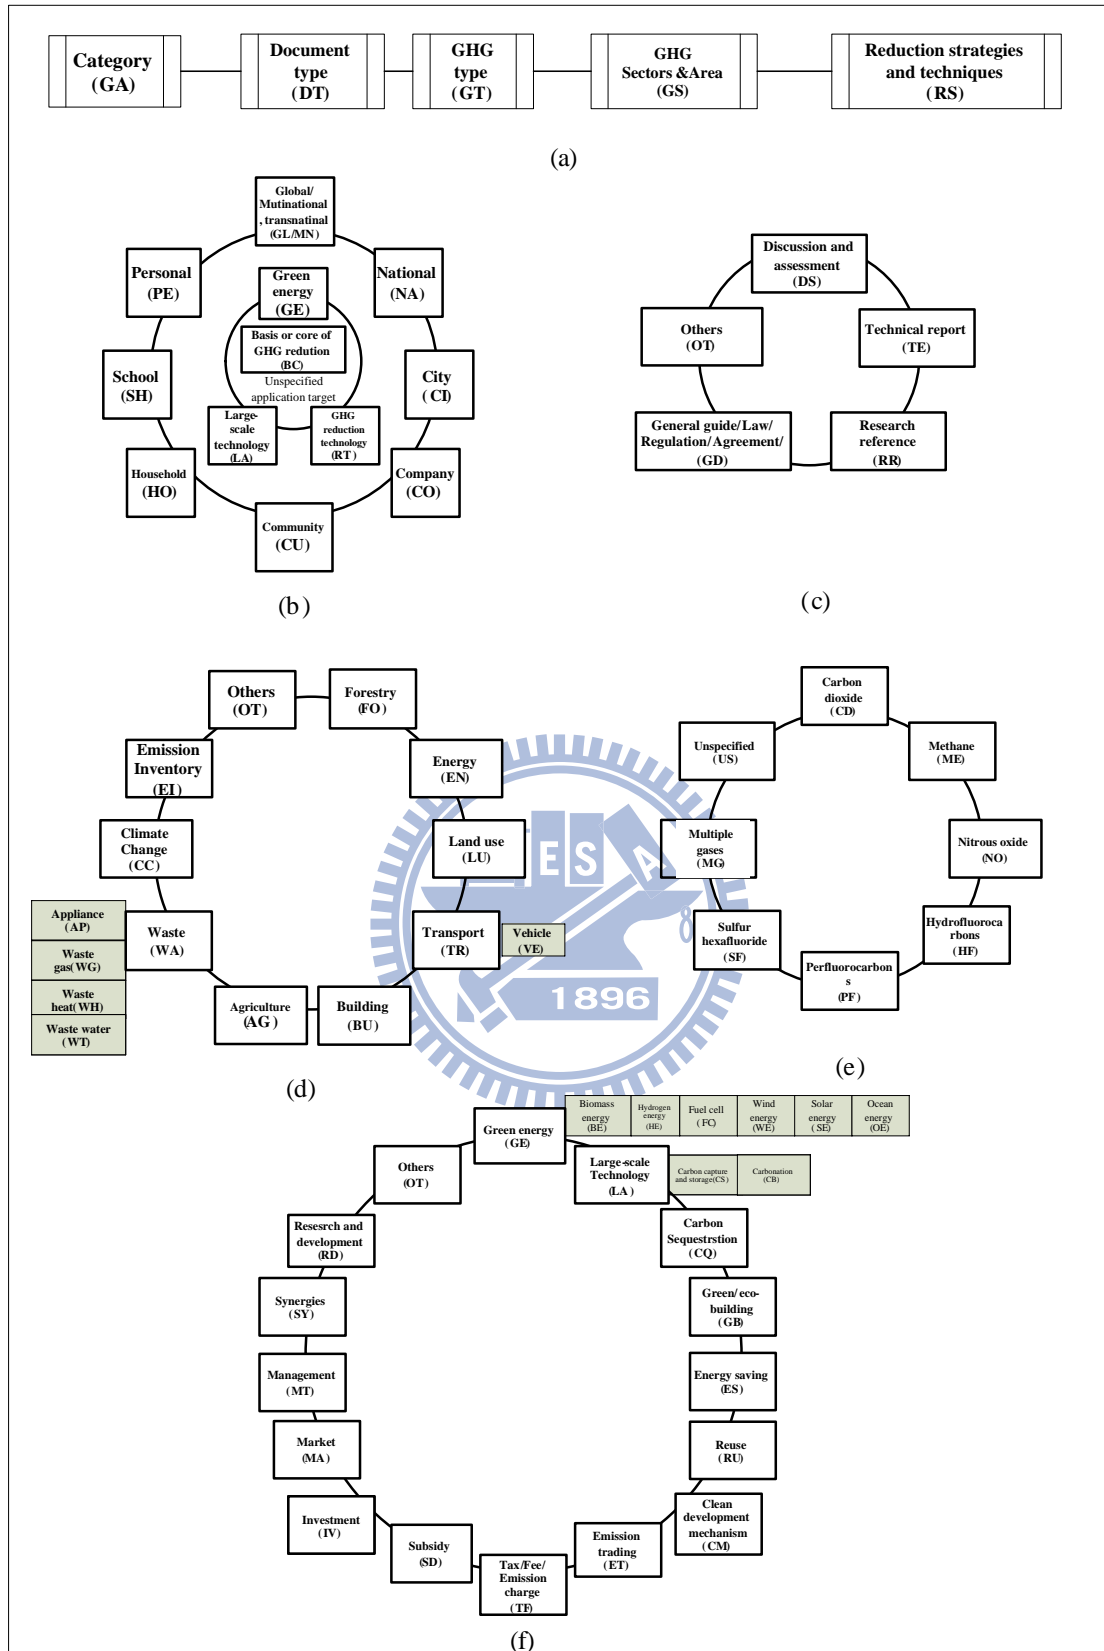 Category
(GA)
Document
type
(DT)
GHG
type
(GT)
GHG
Sectors &Area
(GS)
Reduction strategies
and techniques
(RS)
(a)
Global/
Mutinational
, transnatinal
(GL/MN)
Personal
(PE)
National
(NA)
Green
energy
(GE)
Basis or core of
GHG redution
(BC)
Unspecified
application target
School
(SH)
City
(CI)
Large-
scale
technology
(LA)
GHG
reduction
technology
(RT)
Household
(HO)
Company
(CO)
Community
(CU)
(b)
Discussion and
assessment
(DS)
Others
(OT)
Technical report
(TE)
General guide/Law/
Regulation/Agreement/
(GD)
Research
reference
(RR)
(c)
Others
(OT)
Forestry
(FO)
Emission
Inventory
(EI)
Energy
(EN)
Climate
Change
(CC)
Land use
(LU)
Appliance
(AP)
Waste
gas(WG)
Waste
heat(WH)
Waste water
(WT)
Waste
(WA)
Transport
(TR)
Vehicle
(VE)
Agriculture
(AG)
Building
(BU)
(d)
Carbon
dioxide
(CD)
Unspecified
(US)
Methane
(ME)
Multiple
gases
(MG)
Nitrous oxide
(NO)
Sulfur
hexafluoride
(SF)
Hydrofluoroca
rbons
(HF)
Perfluorocarbon
s
(PF)
(e)
E S A
1896
Green energy
(GE)
Biomass
energy
(BE)
Hydrogen
energy
(HE)
Fuel cell
(FC)
Wind
energy
(WE)
Solar
energy
(SE)
Ocean
energy
(OE)
Others
(OT)
Large-scale
Technology
(LA)
Carbon capture
and storage(CS)
Carbonation
(CB)
Resesrch and
development
(RD)
Carbon
Sequestrstion
(CQ)
Synergies
(SY)
Green/eco-
building
(GB)
Management
(MT)
Energy saving
(ES)
Market
(MA)
Reuse
(RU)
Investment
(IV)
Clean
development
mechanism
(CM)
Subsidy
(SD)
Emission
trading
(ET)
Tax/Fee/
Emission
charge
(TF)
(f)